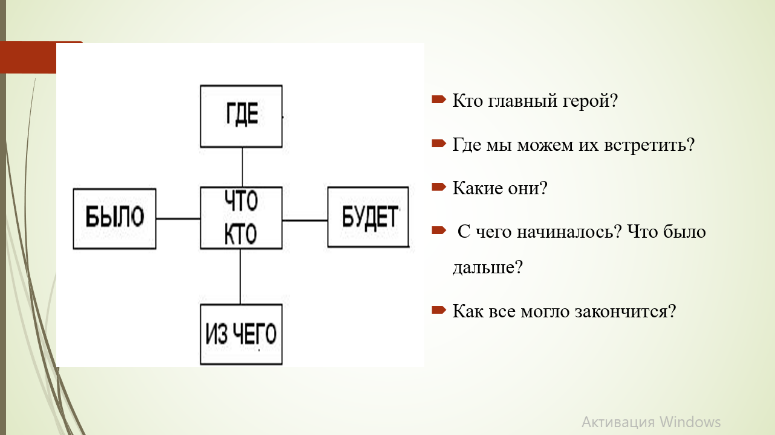 ГДЕ
БЫЛО
ЧТО
КТО
БУДЕТ
ИЗ ЧЕГО
Кто главный герой?
Где мы можем их встретить?
Какие они?
С чего начиналось? Что было
дальше?
Как все могло закончится?
Активация Windows